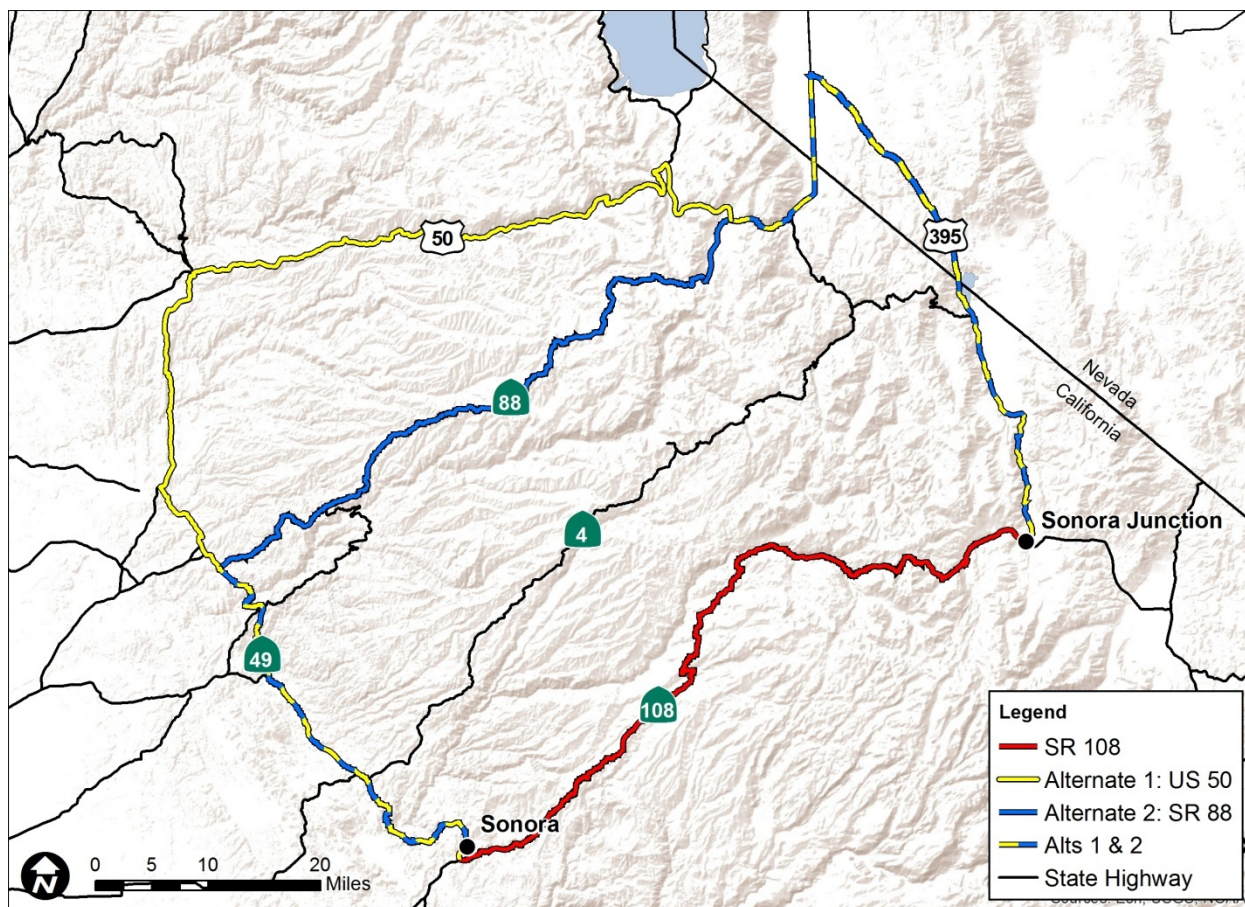 50
395
Nevada
California
88
4
Sonora Junction
49
108
Sonora
N
0 5 10 20
Miles
Legend
SR 108
Alternate 1: US 50
Alternate 2: SR 88
Alts 1 & 2
State Highway